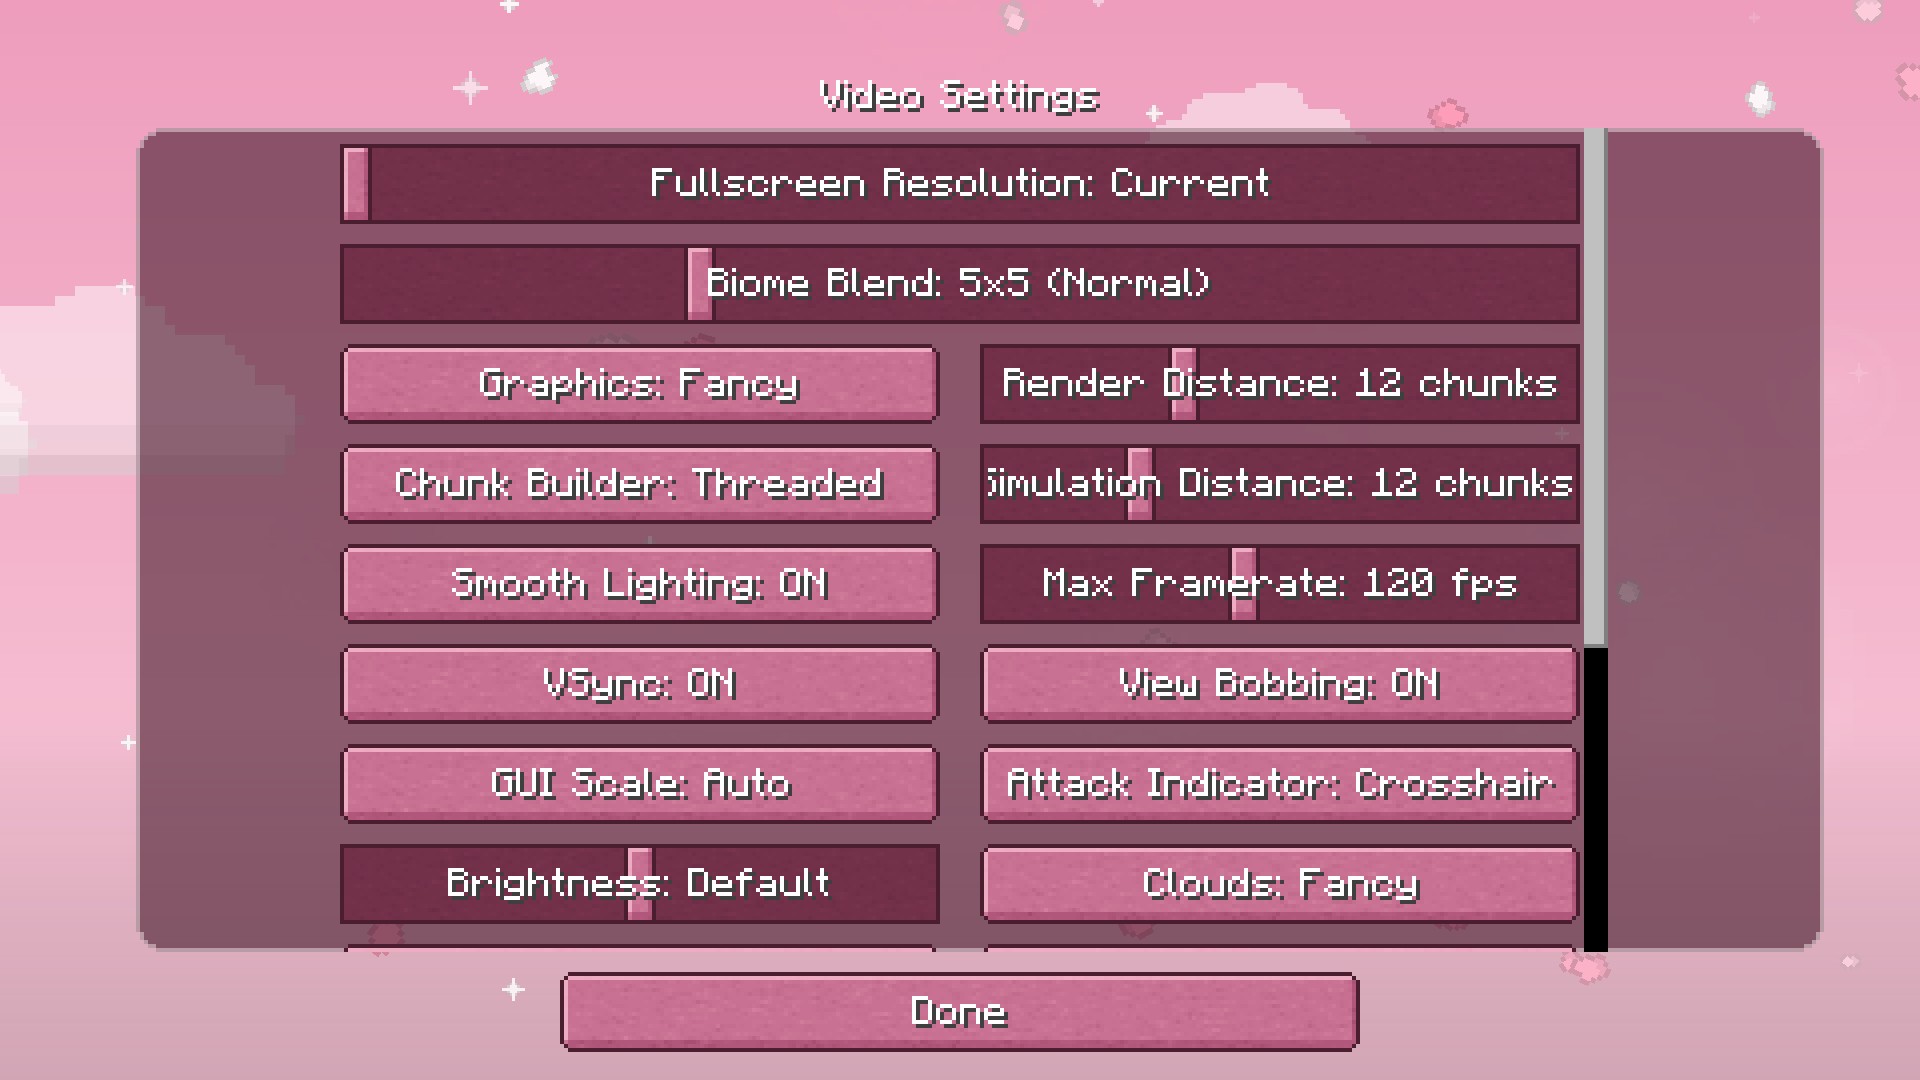 Video Settings
Fullscreen Resolution: Current
Biome Blend: 5x5 (Normal)
Graphics: Fancy
Render Distance: 12 chunks
Chunk Builder: Threaded
Simulation Distance: 12 chunks
Smooth Lighting: ON
Max Framerate: 120 fps
VSync: ON
View Bobbing: ON
GUI Scale: Auto
Attack Indicator: Crosshair
Brightness: Default
Clouds: Fancy
Done